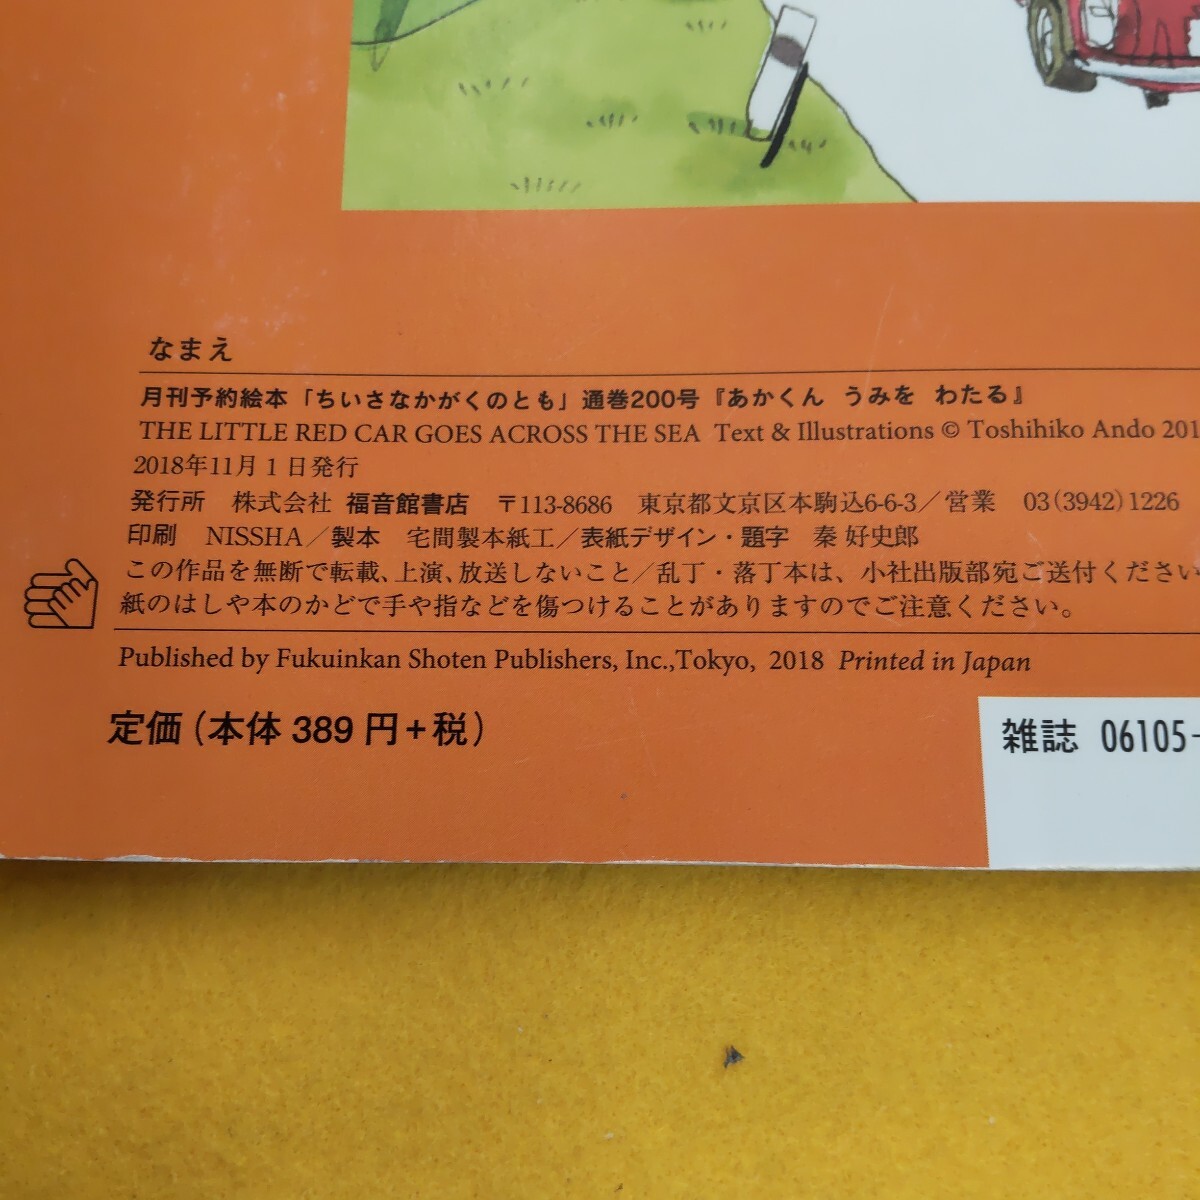 なまえ
月刊予約絵本「ちいさなかがくのとも」通巻200号『あかくん うみを わたる』
THE LITTLE RED CAR GOES ACROSS THE SEA Text & Illustrations © Toshihiko Ando 201
2018年11月1日発行
発行所 株式会社 福音館書店 〒113-8686 東京都文京区本駒込6-6-3／営業 03(3942)1226
印刷 NISSHA／製本 宅間製本紙工／表紙デザイン・題字 秦 好史郎
この作品を無断で転載、上演、放送しないこと／乱丁・落丁本は、小社出版部宛ご送付ください
紙のはしや本のかどで手や指などを傷つけることがありますのでご注意ください。
Published by Fukuinkan Shoten Publishers, Inc.,Tokyo, 2018 Printed in Japan
定価(本体 389 円+税)
雑誌 06105-